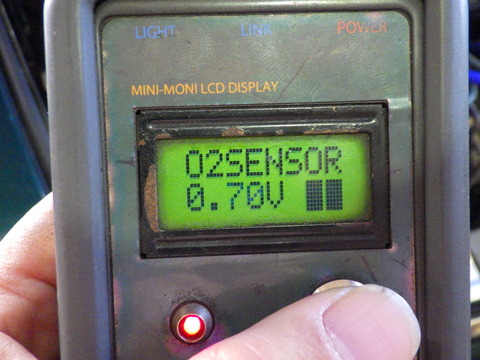 LIGHT LINK POWER
MINI-MONI LCD DISPLAY
O2SENSOR
0.70V